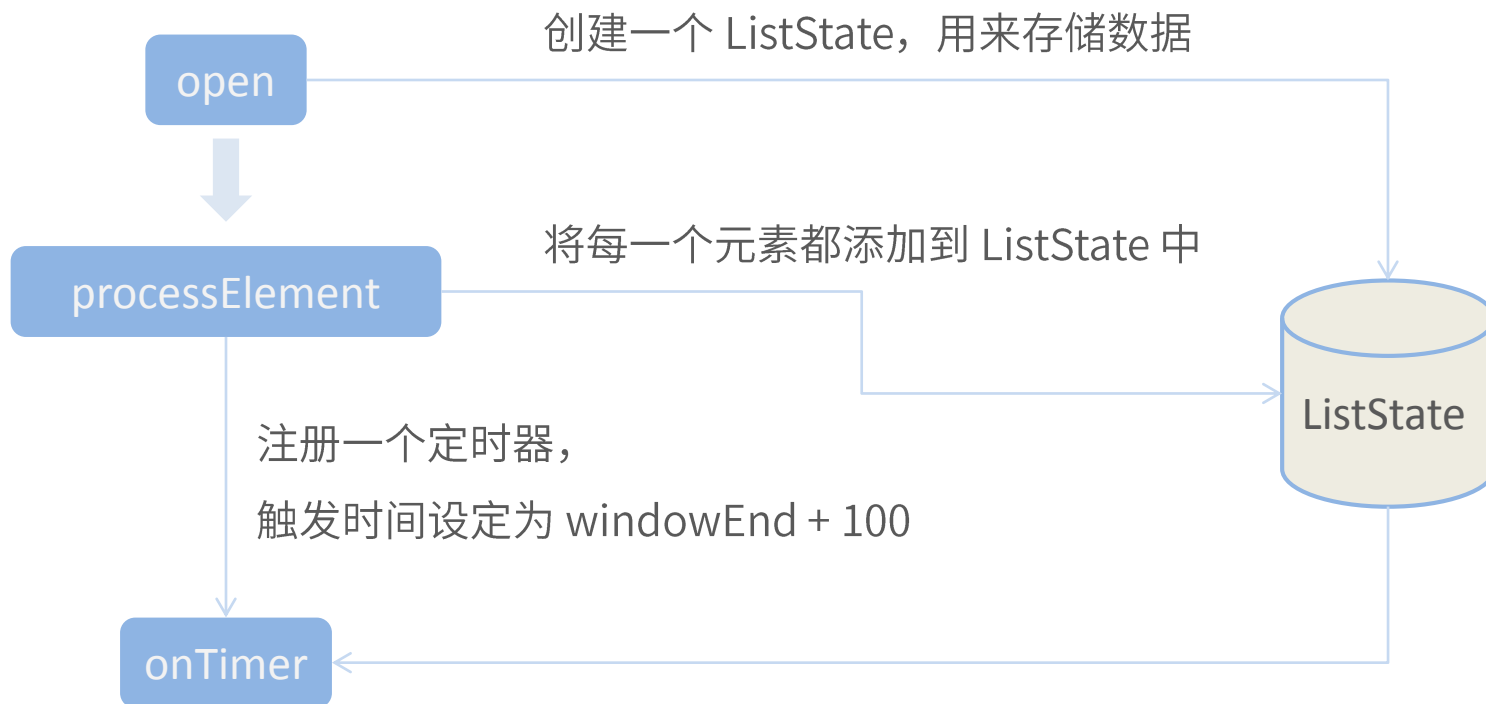 创建一个 ListState，用来存储数据
open
将每一个元素都添加到 ListState 中
processElement
ListState
注册一个定时器，
触发时间设定为 windowEnd + 100
onTimer